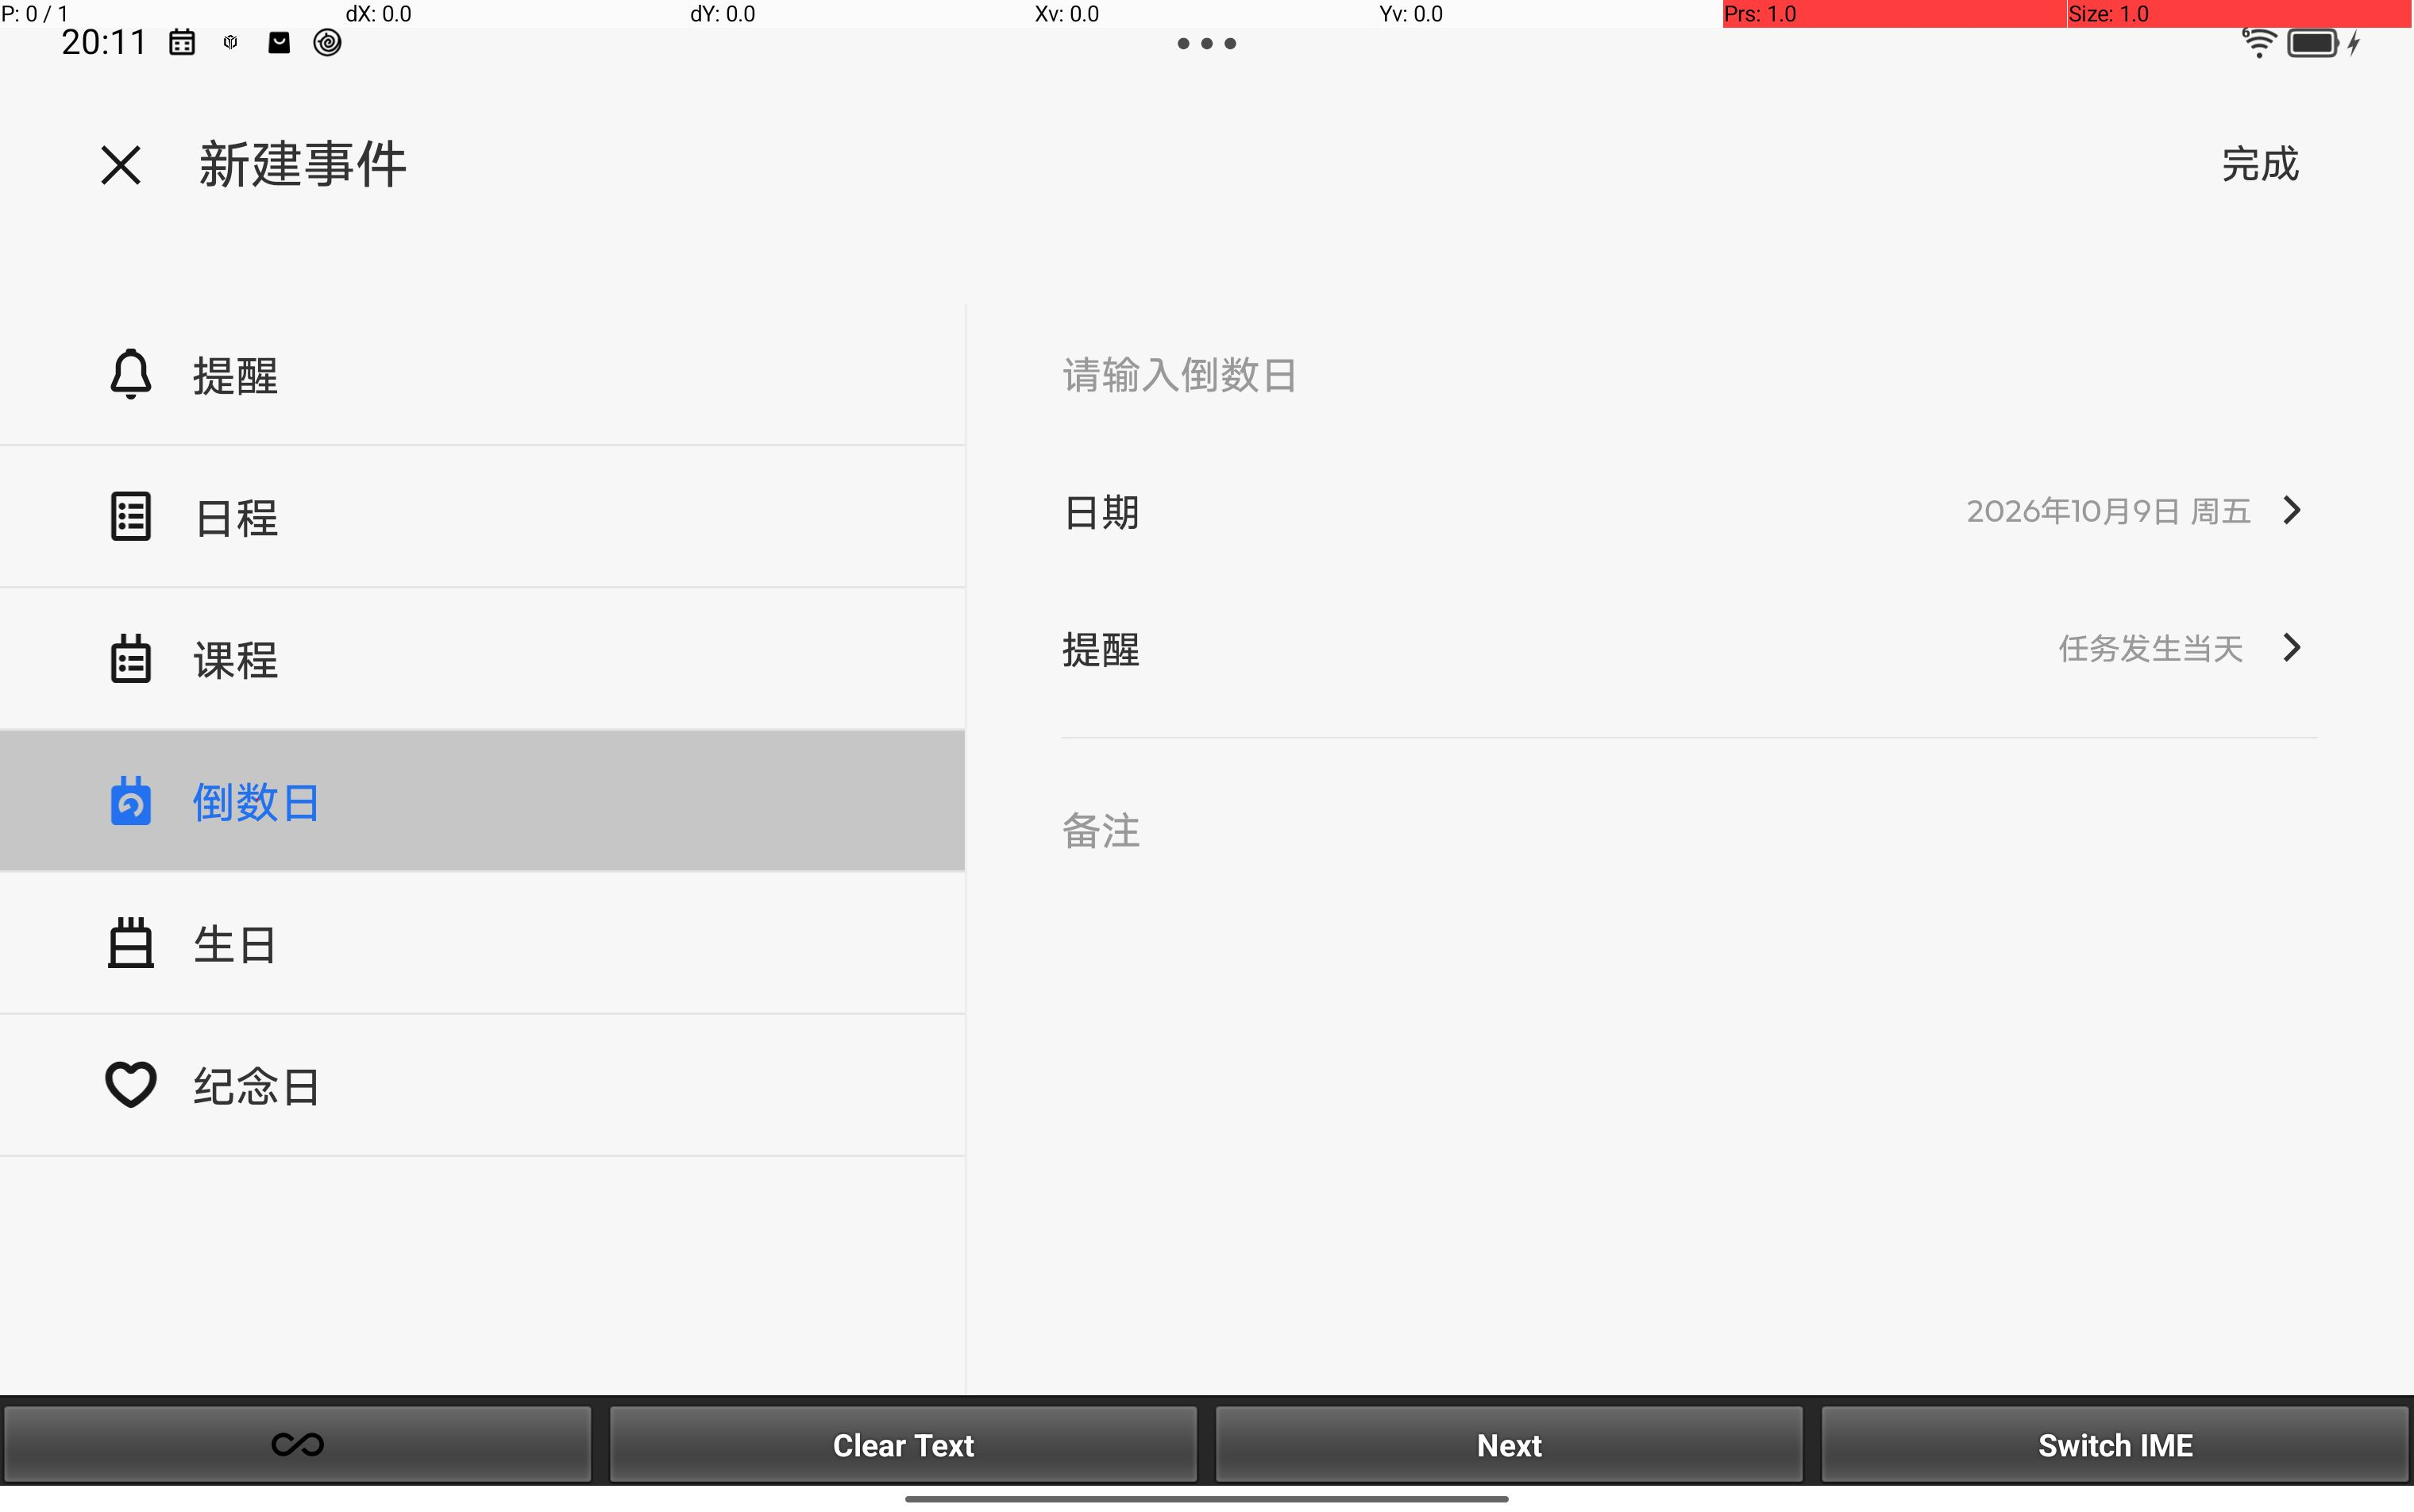 P: 0 / 1 dX: 0.0 dY: 0.0 Xv: 0.0 Yv: 0.0 Prs: 1.0 Size: 1.0
20:11 6
新建事件 完成
提醒
日程
课程
倒数日
生日
纪念日
请输入倒数日
日期 2026年10月9日 周五
提醒 任务发生当天
备注
Clear Text Next Switch IME